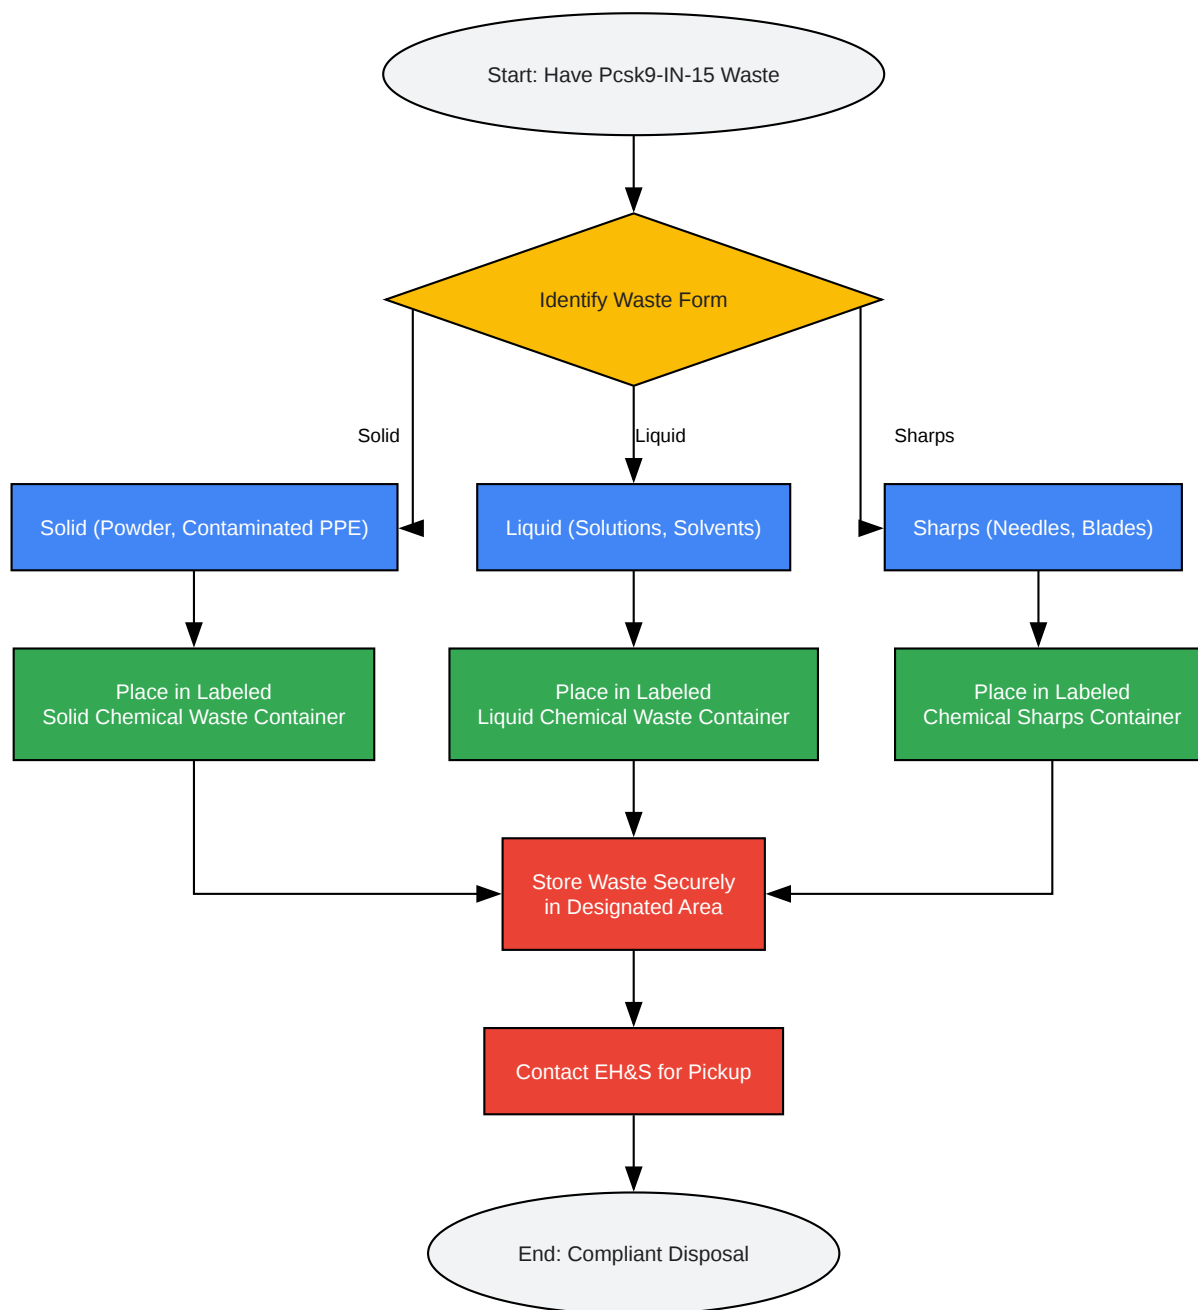 Start: Have Pcsk9-IN-15 Waste
Identify Waste Form
Solid
Liquid
Sharps
Solid (Powder, Contaminated PPE)
Liquid (Solutions, Solvents)
Sharps (Needles, Blades)
Place in Labeled
Solid Chemical Waste Container
Place in Labeled
Liquid Chemical Waste Container
Place in Labeled
Chemical Sharps Container
Store Waste Securely
in Designated Area
Contact EH&S for Pickup
End: Compliant Disposal